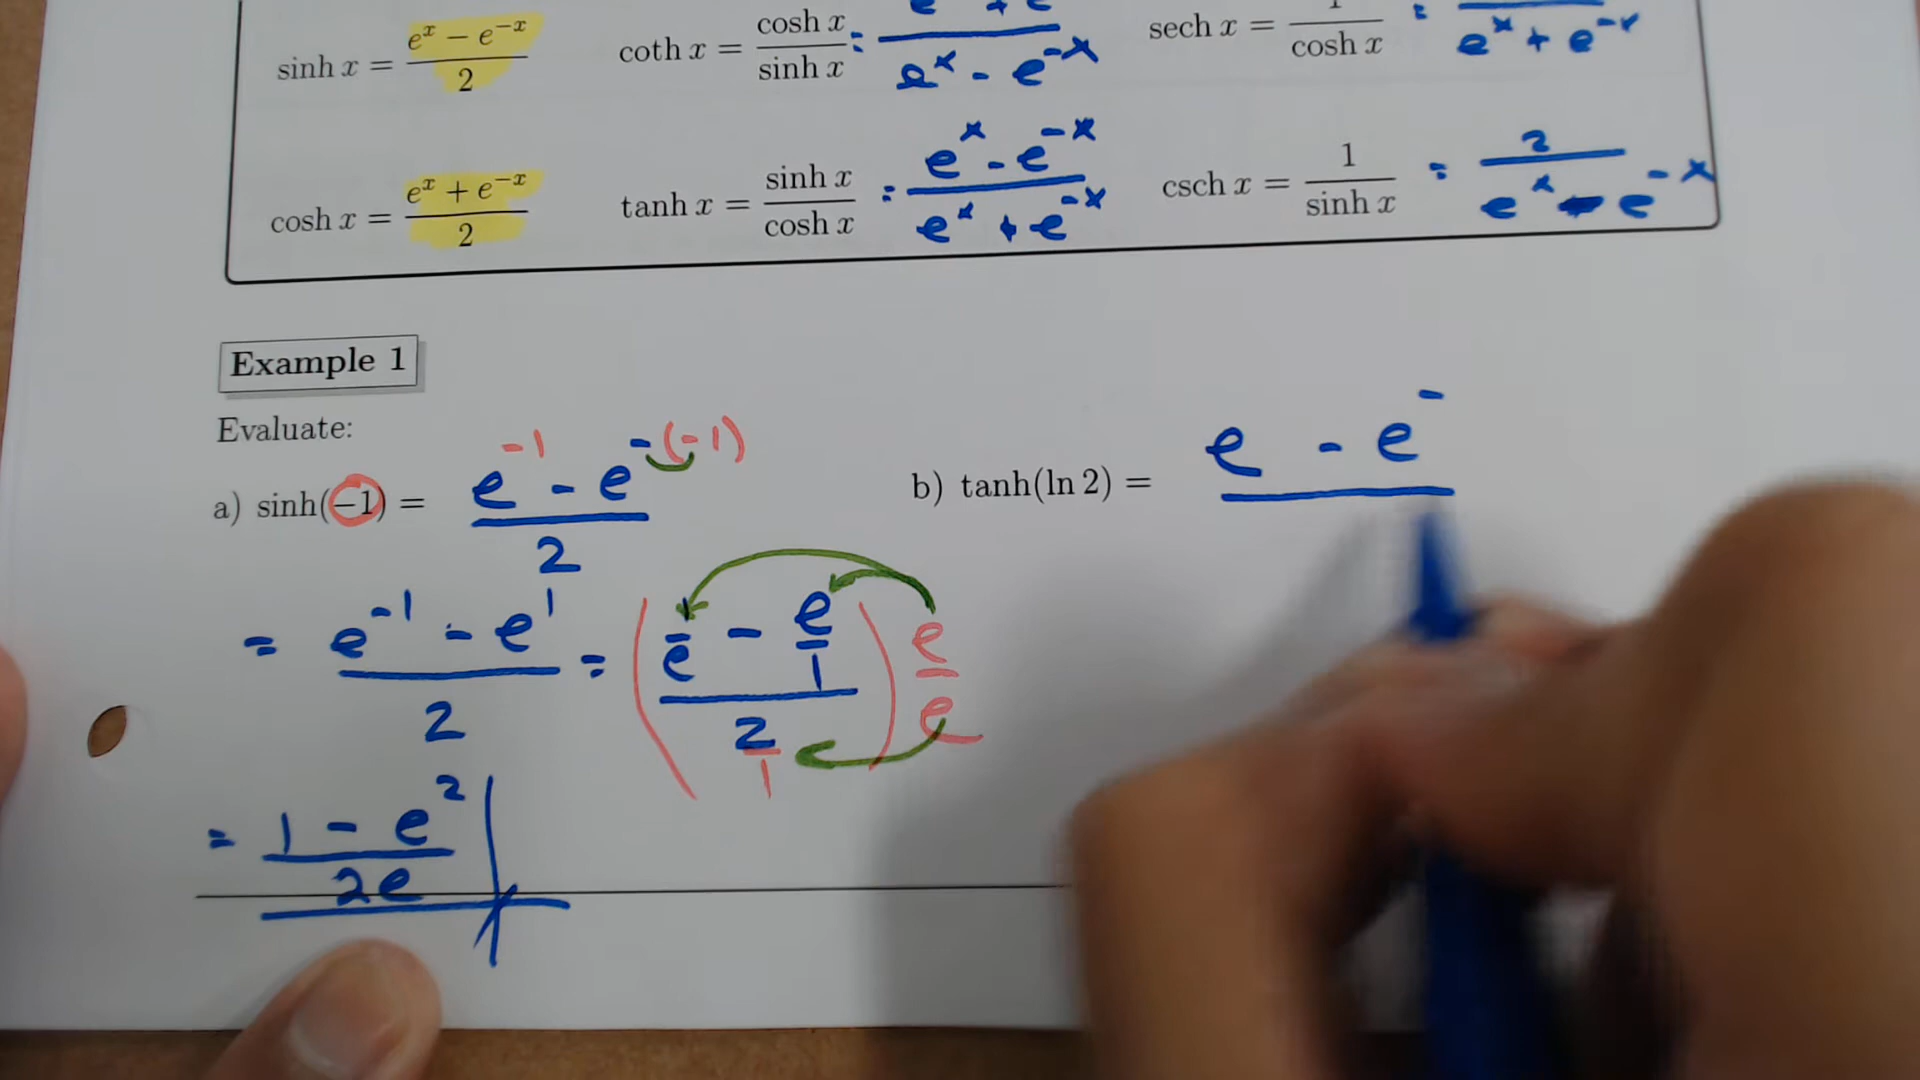 sinh x = (e^x − e^−x)/2   coth x = cosh x/sinh x = e + e/(e^x - e^-x)   sech x = 1/cosh x = /(e^x + e^-x)
cosh x = (e^x + e^−x)/2   tanh x = sinh x/cosh x = (e^x - e^-x)/(e^x + e^-x)   csch x = 1/sinh x = 2/(e^x - e^-x)
Example 1
Evaluate:
a) sinh(−1) = (e^-1 - e^-(-1))/2   b) tanh(ln 2) = e - e^-
= (e^-1 - e^1)/2 = ((1/e - e/1)/(2/1)) e/e
= (1 - e^2)/2e